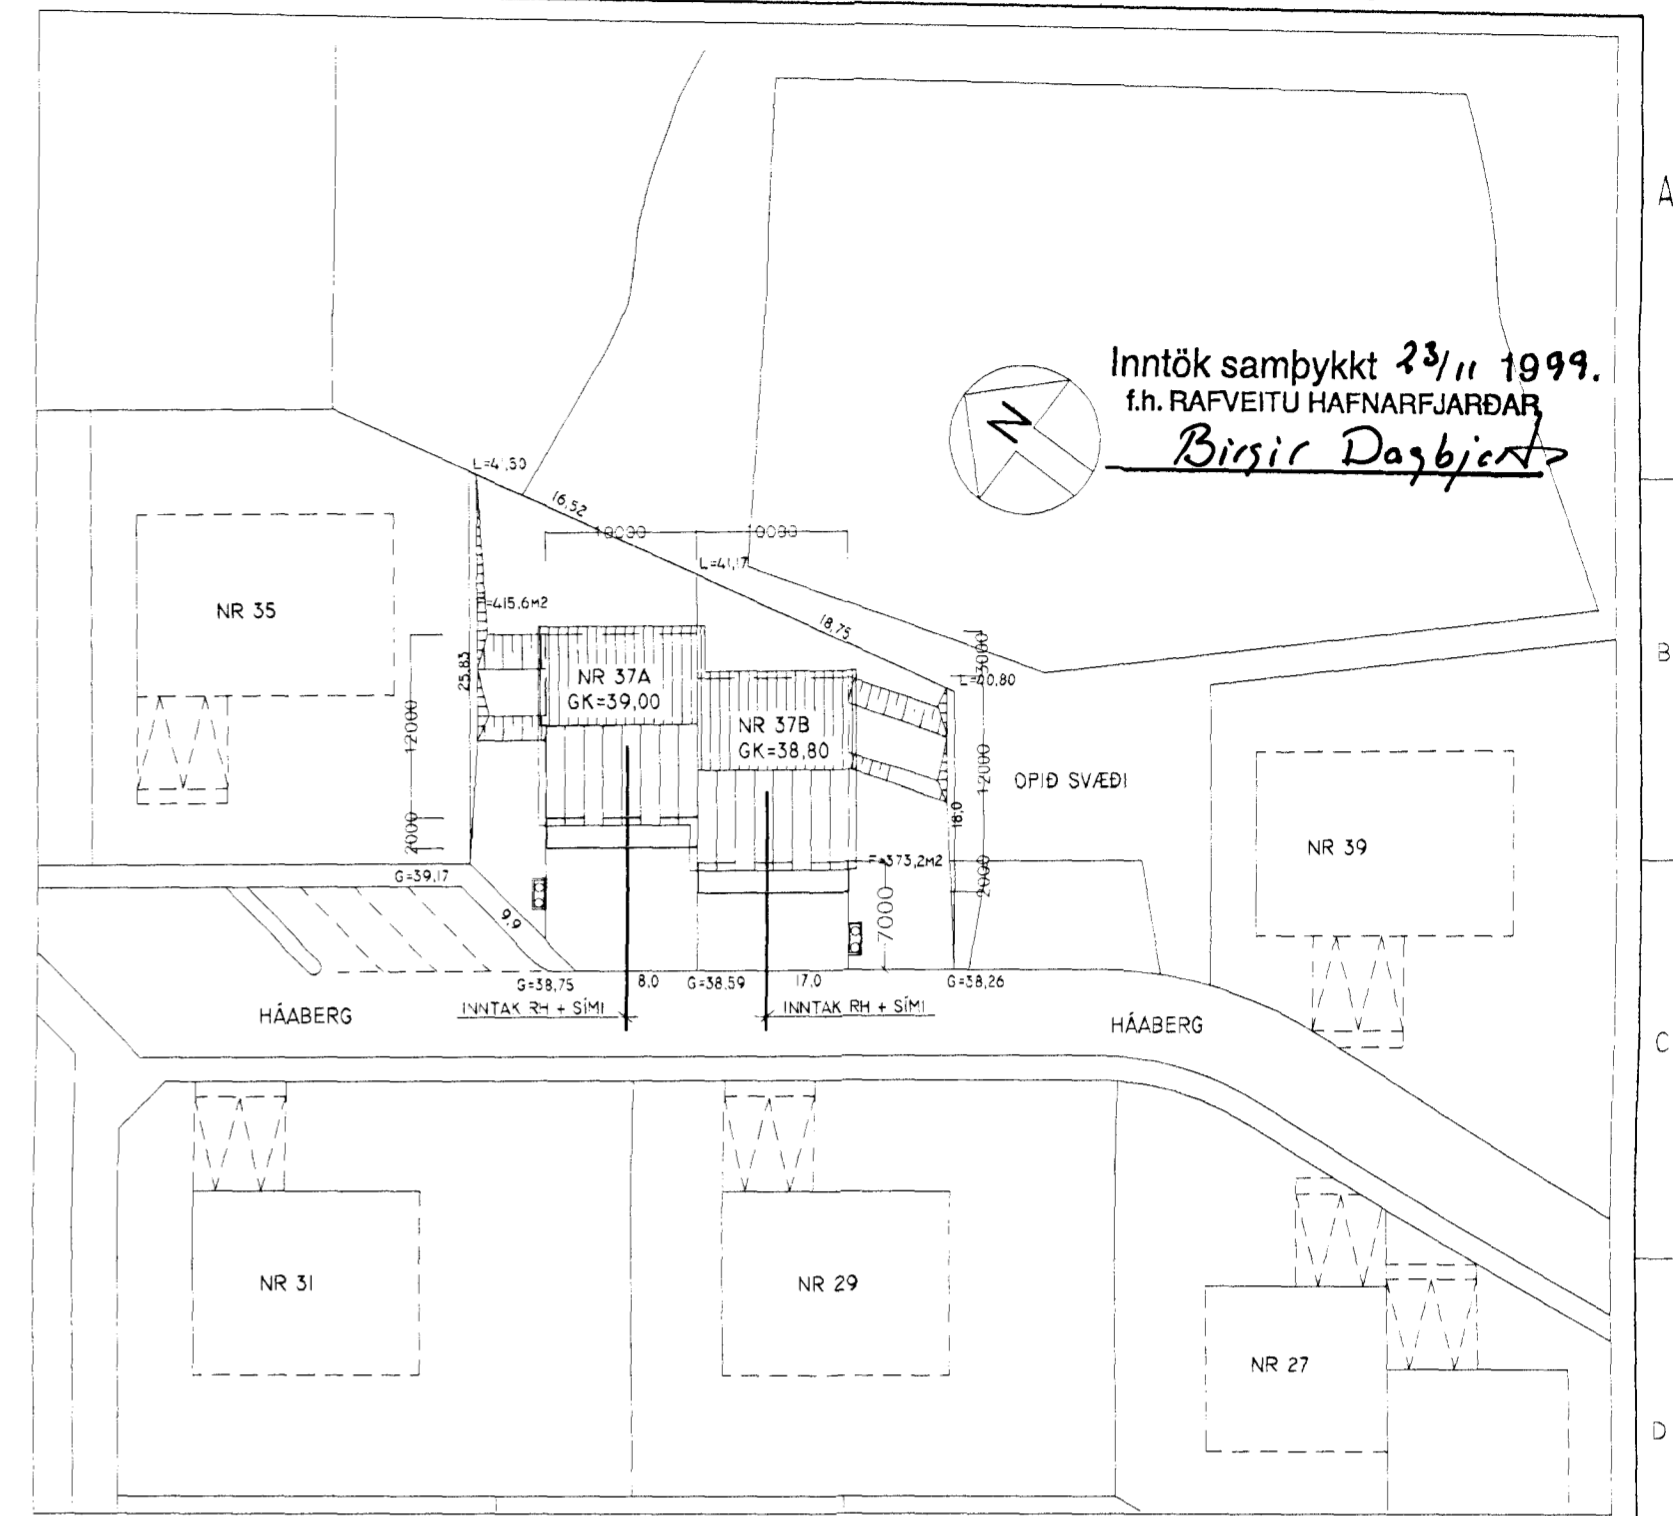 A
Inntök samþykkt 23/11 1999.
f.h. RAFVEITU HAFNARFJARÐAR
Birgir Dagbjart
L=41,50
16,52
10000
10000
L=41,17
NR 35
=415,6M2
18,75
3000
B
25,83
NR 37A
GK=39,00
L=40,80
12000
NR 37B
GK=38,80
12000
OPIÐ SVÆÐI
18,0
2000
NR 39
F=373,2M2
G=39,17
2000
9,9
7000
G=38,75
8,0
G=38,59
17,0
G=38,26
INNTAK RH + SÍMI
INNTAK RH + SÍMI
HÁABERG
HÁABERG
C
NR 31
NR 29
NR 27
D